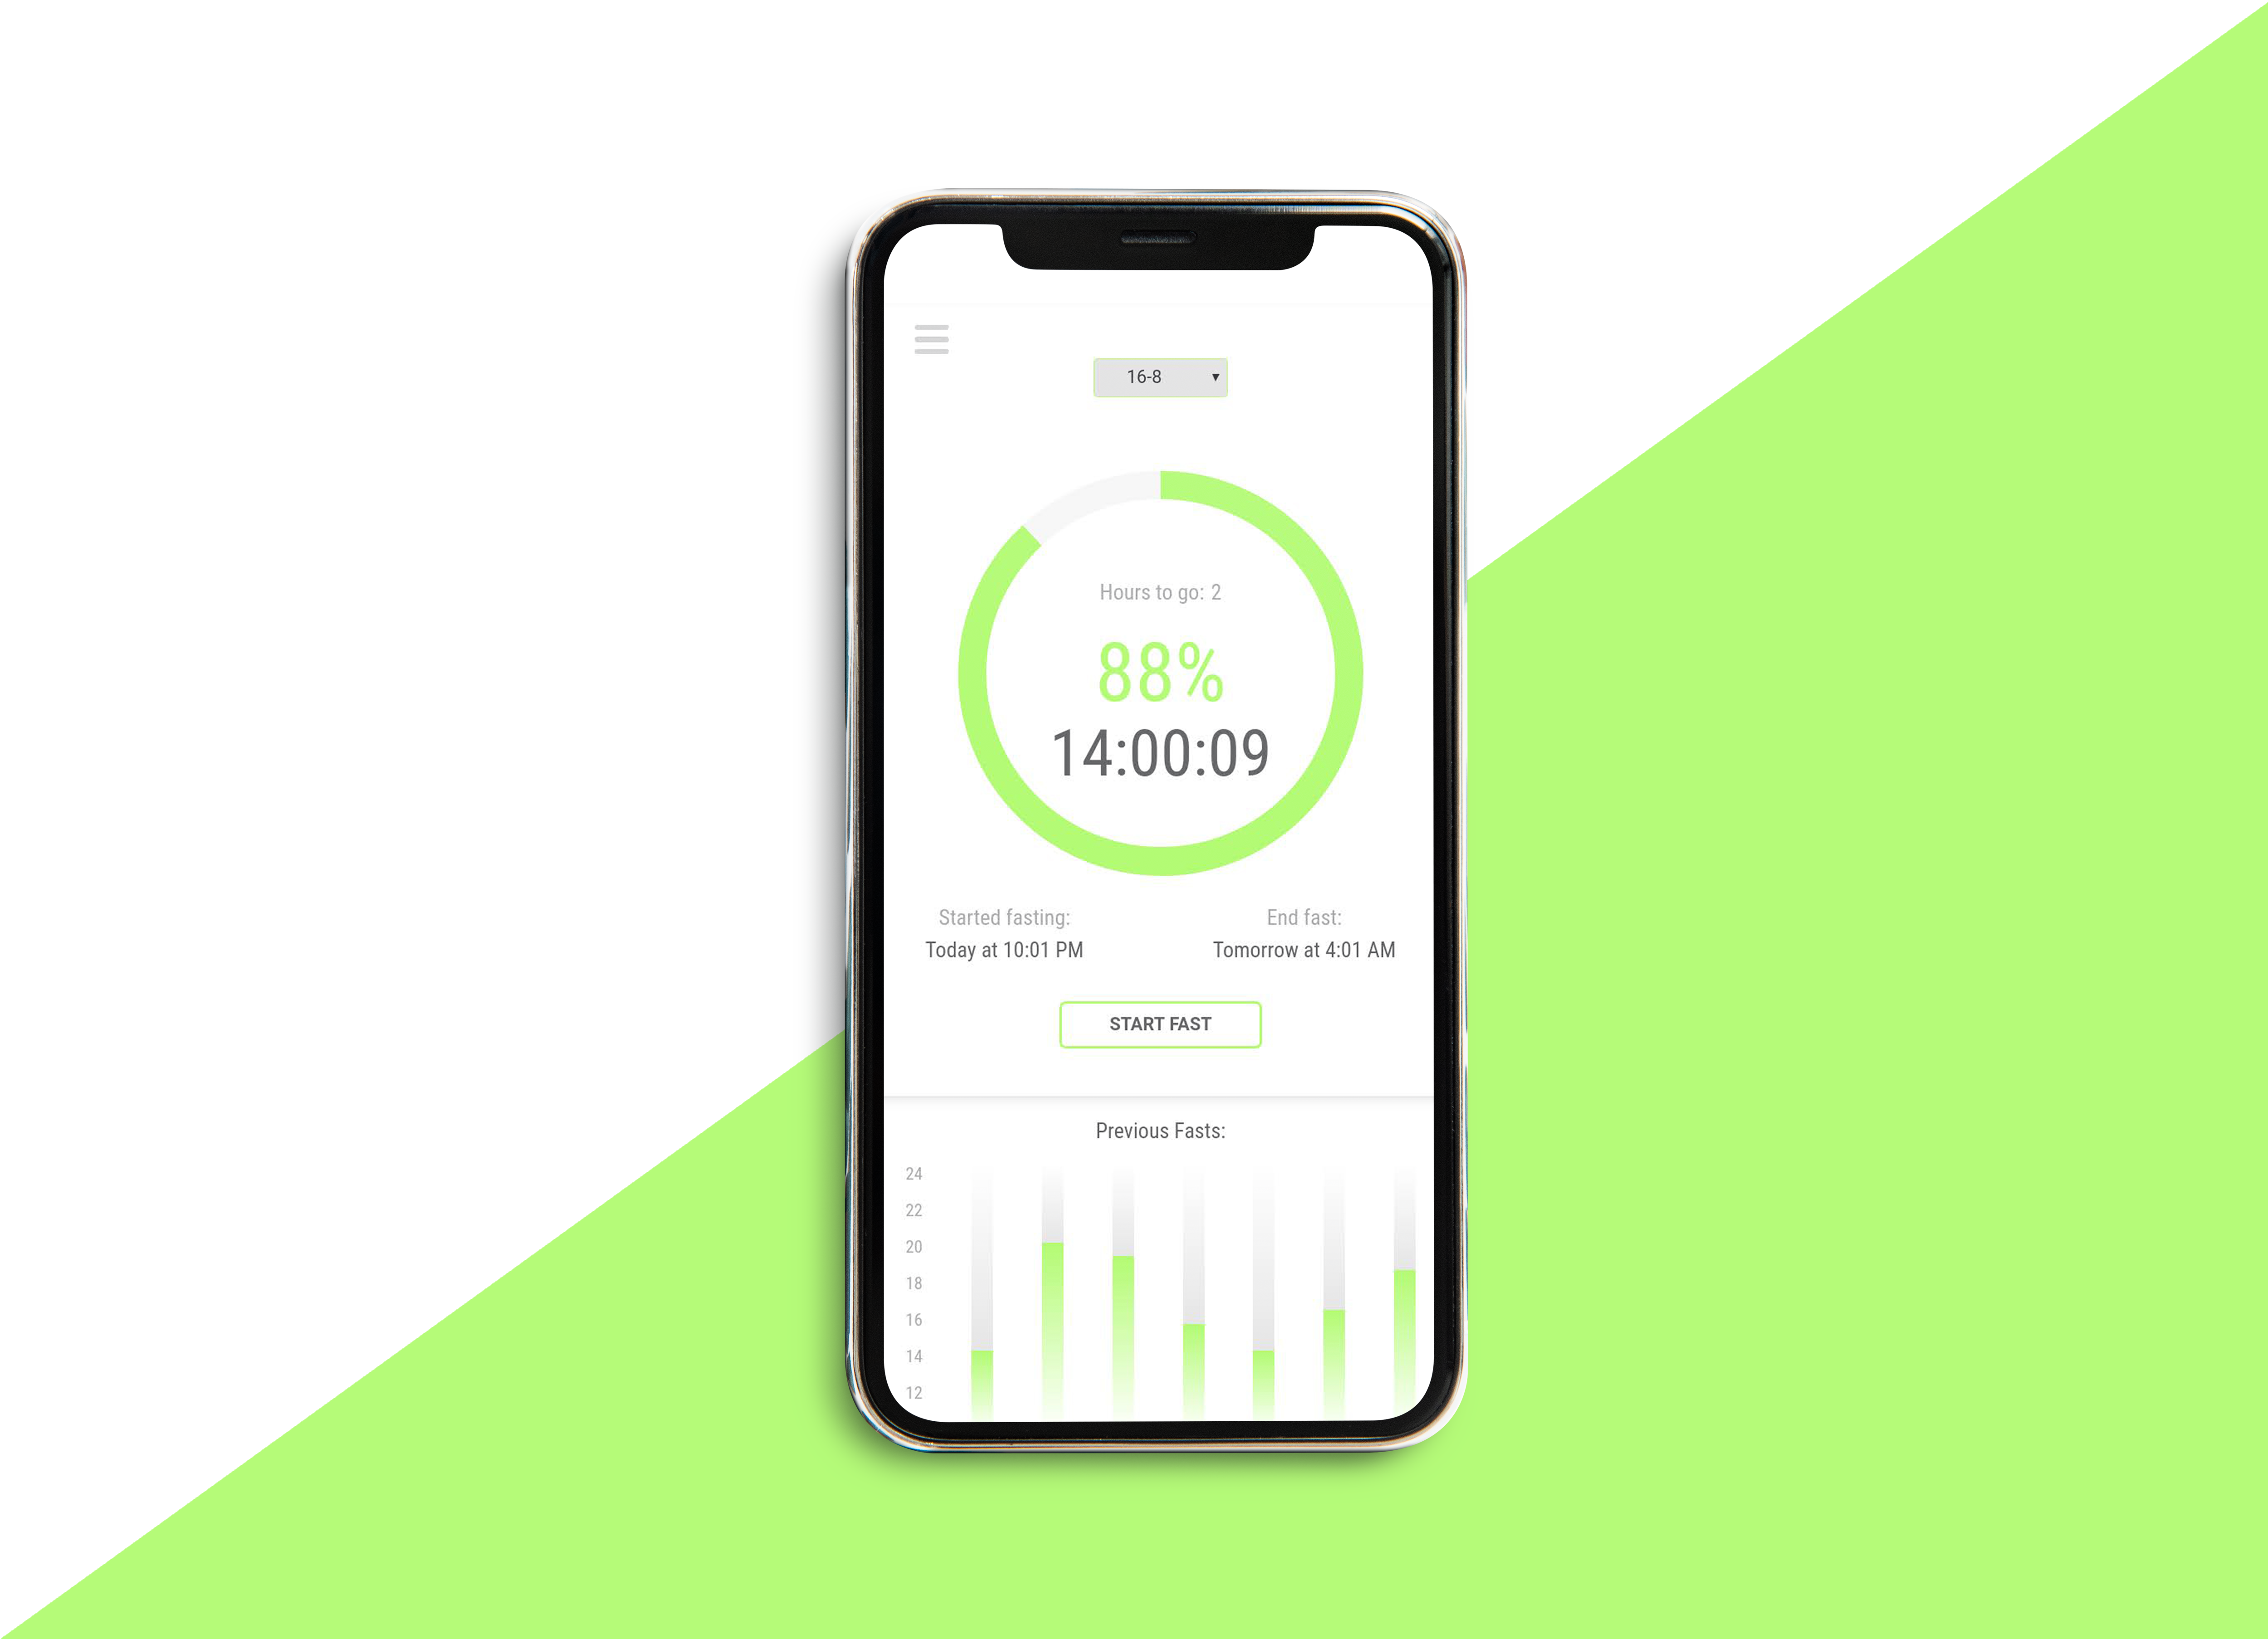 16-8 ▼
Hours to go: 2
88%
14:00:09
Started fasting:
Today at 10:01 PM
End fast:
Tomorrow at 4:01 AM
START FAST
Previous Fasts:
24
22
20
18
16
14
12